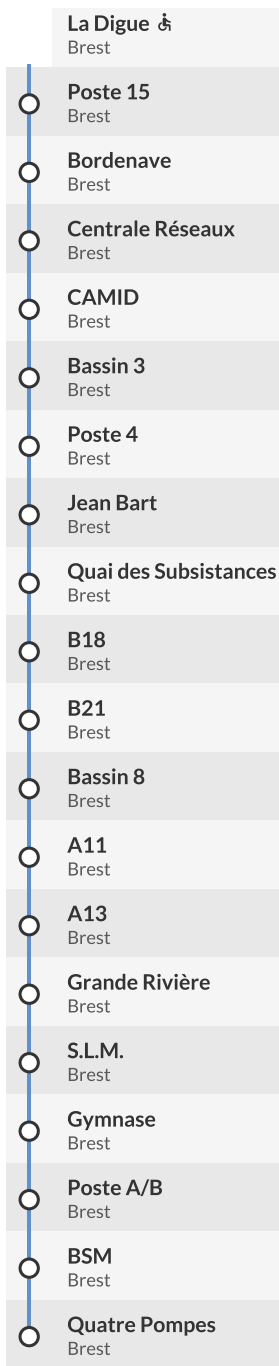 La Digue
Brest
Poste 15
Brest
Bordenave
Brest
Centrale Réseaux
Brest
CAMID
Brest
Bassin 3
Brest
Poste 4
Brest
Jean Bart
Brest
Quai des Subsistances
Brest
B18
Brest
B21
Brest
Bassin 8
Brest
A11
Brest
A13
Brest
Grande Rivière
Brest
S.L.M.
Brest
Gymnase
Brest
Poste A/B
Brest
BSM
Brest
Quatre Pompes
Brest